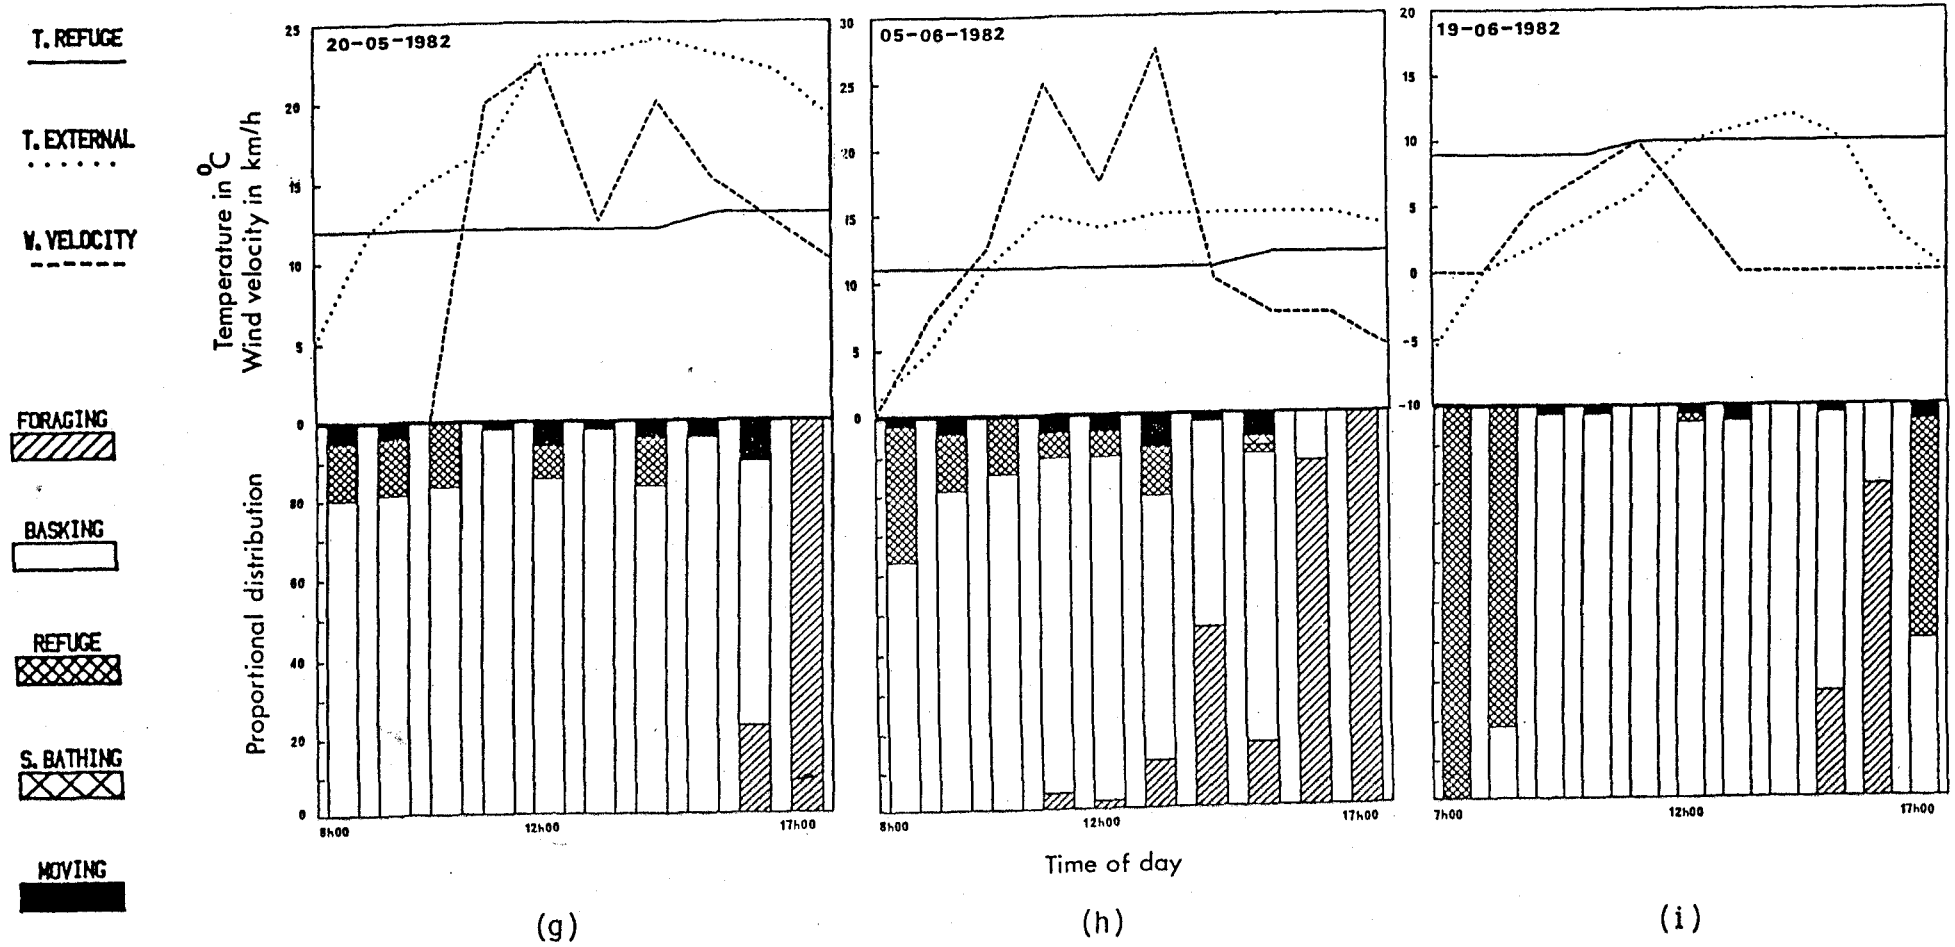 T. REFUGE
T. EXTERNAL
W. VELOCITY
FORAGING
BASKING
REFUGE
S. BATHING
MOVING
Temperature in °C
Wind velocity in km/h
Proportional distribution
20-05-1982
25
20
15
10
5
0
80
60
40
20
0
8h00
12h00
17h00
(g)
05-06-1982
30
25
20
15
10
5
0
8h00
12h00
17h00
Time of day
(h)
19-06-1982
20
15
10
5
0
-5
-10
7h00
12h00
17h00
(i)